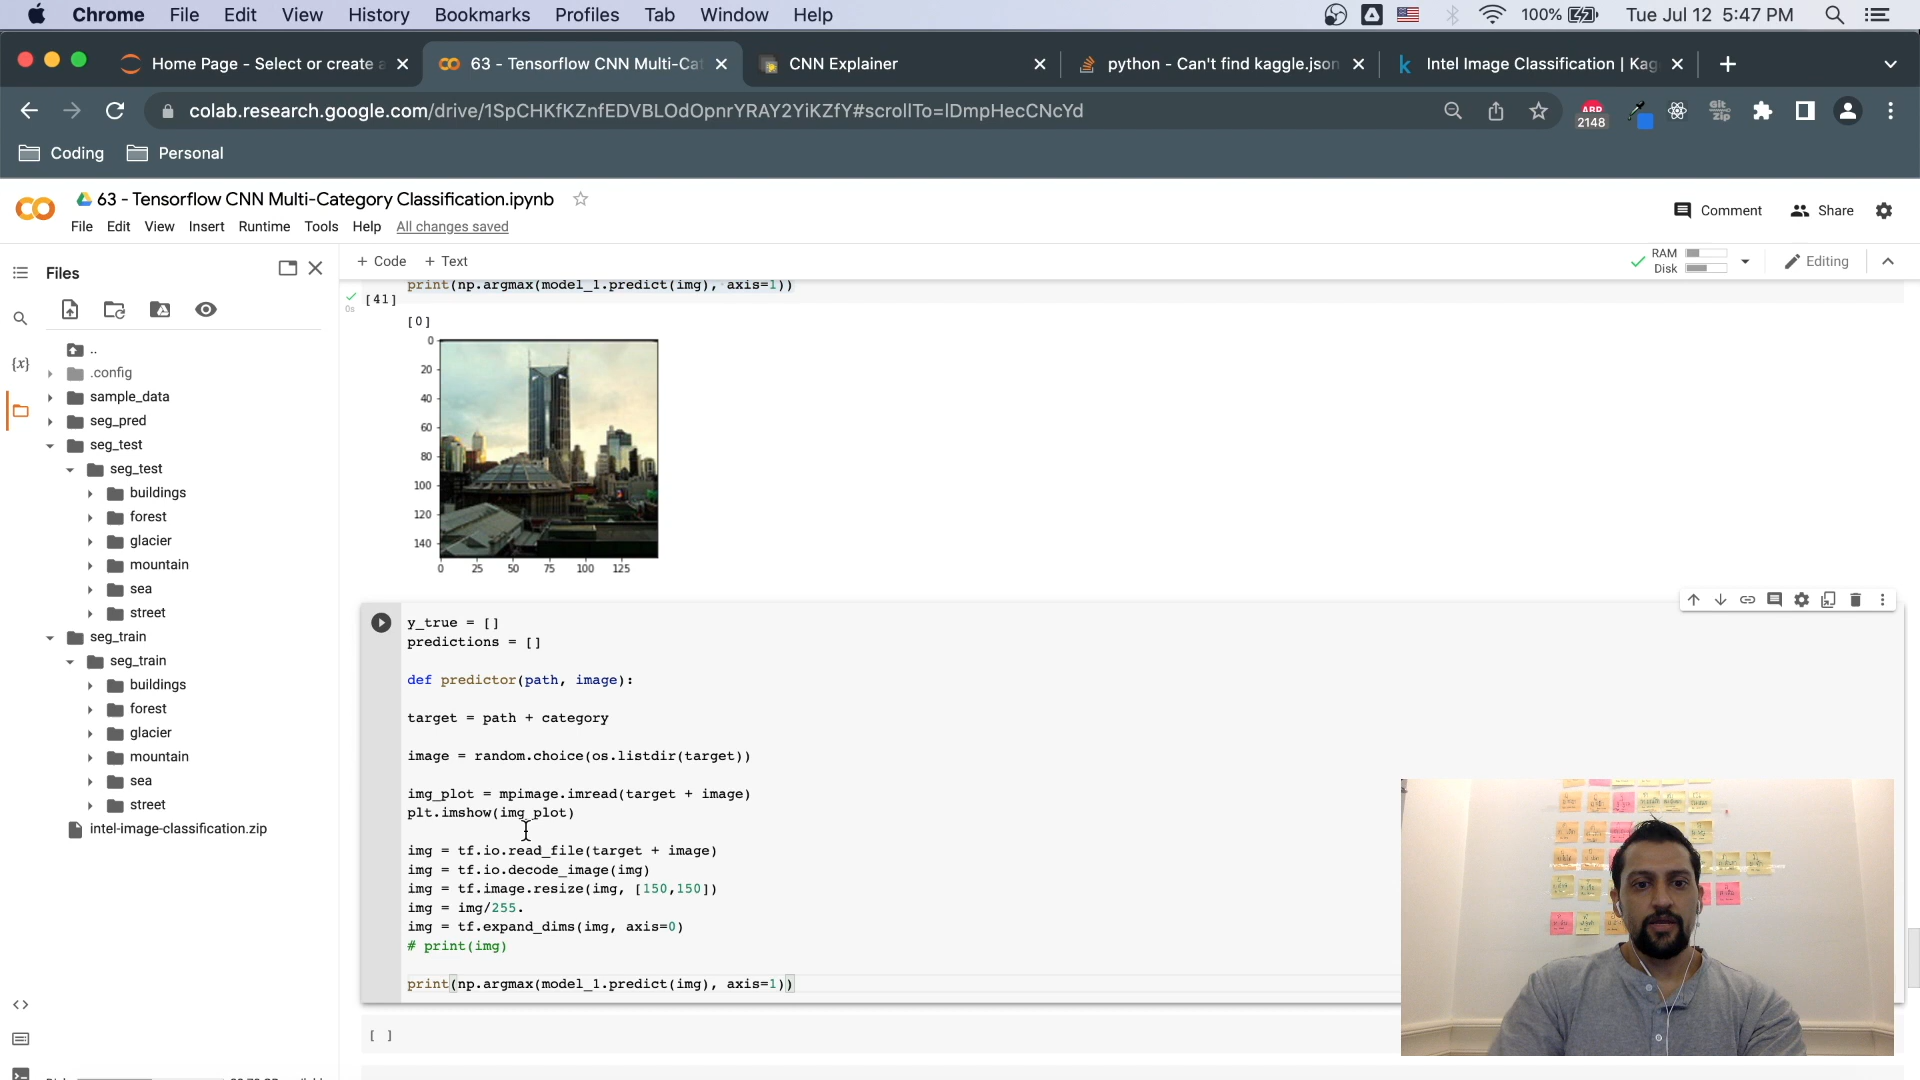 Chrome File Edit View History Bookmarks Profiles Tab Window Help 100% Tue Jul 12 5:47 PM
Home Page - Select or create a
63 - Tensorflow CNN Multi-Cat
CNN Explainer
python - Can't find kaggle.json
Intel Image Classification | Kag
colab.research.google.com/drive/1SpCHKfKZnfEDVBLOdOpnrYRAY2YiKZfY#scrollTo=lDmpHecCNcYd
ABP
2148
Git
Zip
Coding Personal
63 - Tensorflow CNN Multi-Category Classification.ipynb
Comment Share
File Edit View Insert Runtime Tools Help All changes saved
Files
+ Code + Text
RAM
Disk
Editing
{x}
..
.config
sample_data
seg_pred
seg_test
seg_test
buildings
forest
glacier
mountain
sea
street
seg_train
seg_train
buildings
forest
glacier
mountain
sea
street
intel-image-classification.zip
print(np.argmax(model_1.predict(img), axis=1))
[41]
0s
[0]
0
20
40
60
80
100
120
140
0 25 50 75 100 125
y_true = []
predictions = []
def predictor(path, image):
target = path + category
image = random.choice(os.listdir(target))
img_plot = mpimage.imread(target + image)
plt.imshow(img_plot)
img = tf.io.read_file(target + image)
img = tf.io.decode_image(img)
img = tf.image.resize(img, [150,150])
img = img/255.
img = tf.expand_dims(img, axis=0)
# print(img)
print(np.argmax(model_1.predict(img), axis=1))
[ ]